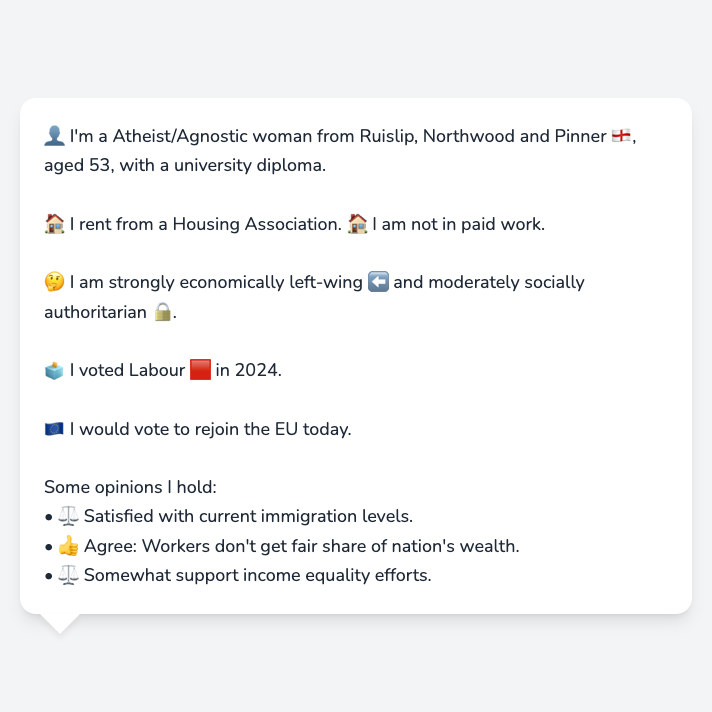 👤 I'm a Atheist/Agnostic woman from Ruislip, Northwood and Pinner 🏴󠁧󠁢󠁥󠁮󠁧󠁿,
aged 53, with a university diploma.
🏠 I rent from a Housing Association. 🏠 I am not in paid work.
🤔 I am strongly economically left-wing ⬅️ and moderately socially
authoritarian 🔒.
🗳️ I voted Labour 🟥 in 2024.
🇪🇺 I would vote to rejoin the EU today.
Some opinions I hold:
• ⚖️ Satisfied with current immigration levels.
• 👍 Agree: Workers don't get fair share of nation's wealth.
• ⚖️ Somewhat support income equality efforts.